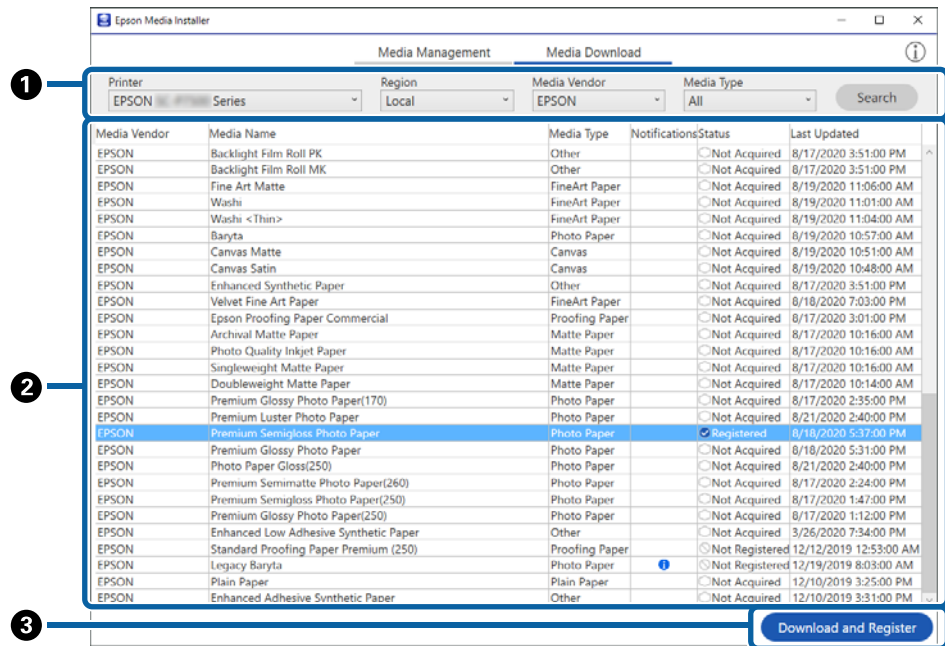 Epson Media Installer
Media Management Media Download
1
Printer Region Media Vendor Media Type
EPSON Series Local EPSON All Search
2
Media Vendor Media Name Media Type Notifications Status Last Updated
EPSON Backlight Film Roll PK Other Not Acquired 8/17/2020 3:51:00 PM
EPSON Backlight Film Roll MK Other Not Acquired 8/17/2020 3:51:00 PM
EPSON Fine Art Matte FineArt Paper Not Acquired 8/19/2020 11:06:00 AM
EPSON Washi FineArt Paper Not Acquired 8/19/2020 11:01:00 AM
EPSON Washi <Thin> FineArt Paper Not Acquired 8/19/2020 11:04:00 AM
EPSON Baryta Photo Paper Not Acquired 8/19/2020 10:57:00 AM
EPSON Canvas Matte Canvas Not Acquired 8/19/2020 10:51:00 AM
EPSON Canvas Satin Canvas Not Acquired 8/19/2020 10:48:00 AM
EPSON Enhanced Synthetic Paper Other Not Acquired 8/17/2020 3:51:00 PM
EPSON Velvet Fine Art Paper FineArt Paper Not Acquired 8/18/2020 7:03:00 PM
EPSON Epson Proofing Paper Commercial Proofing Paper Not Acquired 8/17/2020 3:01:00 PM
EPSON Archival Matte Paper Matte Paper Not Acquired 8/17/2020 10:16:00 AM
EPSON Photo Quality Inkjet Paper Matte Paper Not Acquired 8/17/2020 10:16:00 AM
EPSON Singleweight Matte Paper Matte Paper Not Acquired 8/17/2020 10:16:00 AM
EPSON Doubleweight Matte Paper Matte Paper Not Acquired 8/17/2020 10:14:00 AM
EPSON Premium Glossy Photo Paper(170) Photo Paper Not Acquired 8/17/2020 2:35:00 PM
EPSON Premium Luster Photo Paper Photo Paper Not Acquired 8/21/2020 2:40:00 PM
EPSON Premium Semigloss Photo Paper Photo Paper Registered 8/18/2020 5:37:00 PM
EPSON Premium Glossy Photo Paper Photo Paper Not Acquired 8/18/2020 5:31:00 PM
EPSON Photo Paper Gloss(250) Photo Paper Not Acquired 8/21/2020 2:40:00 PM
EPSON Premium Semimatte Photo Paper(260) Photo Paper Not Acquired 8/17/2020 2:24:00 PM
EPSON Premium Semigloss Photo Paper(250) Photo Paper Not Acquired 8/17/2020 1:47:00 PM
EPSON Premium Glossy Photo Paper(250) Photo Paper Not Acquired 8/17/2020 1:12:00 PM
EPSON Enhanced Low Adhesive Synthetic Paper Other Not Acquired 3/26/2020 7:34:00 PM
EPSON Standard Proofing Paper Premium (250) Proofing Paper Not Registered 12/12/2019 12:53:00 AM
EPSON Legacy Baryta Photo Paper Not Registered 12/19/2019 8:03:00 AM
EPSON Plain Paper Plain Paper Not Acquired 12/10/2019 3:25:00 PM
EPSON Enhanced Adhesive Synthetic Paper Other Not Acquired 12/10/2019 3:31:00 PM
3
Download and Register